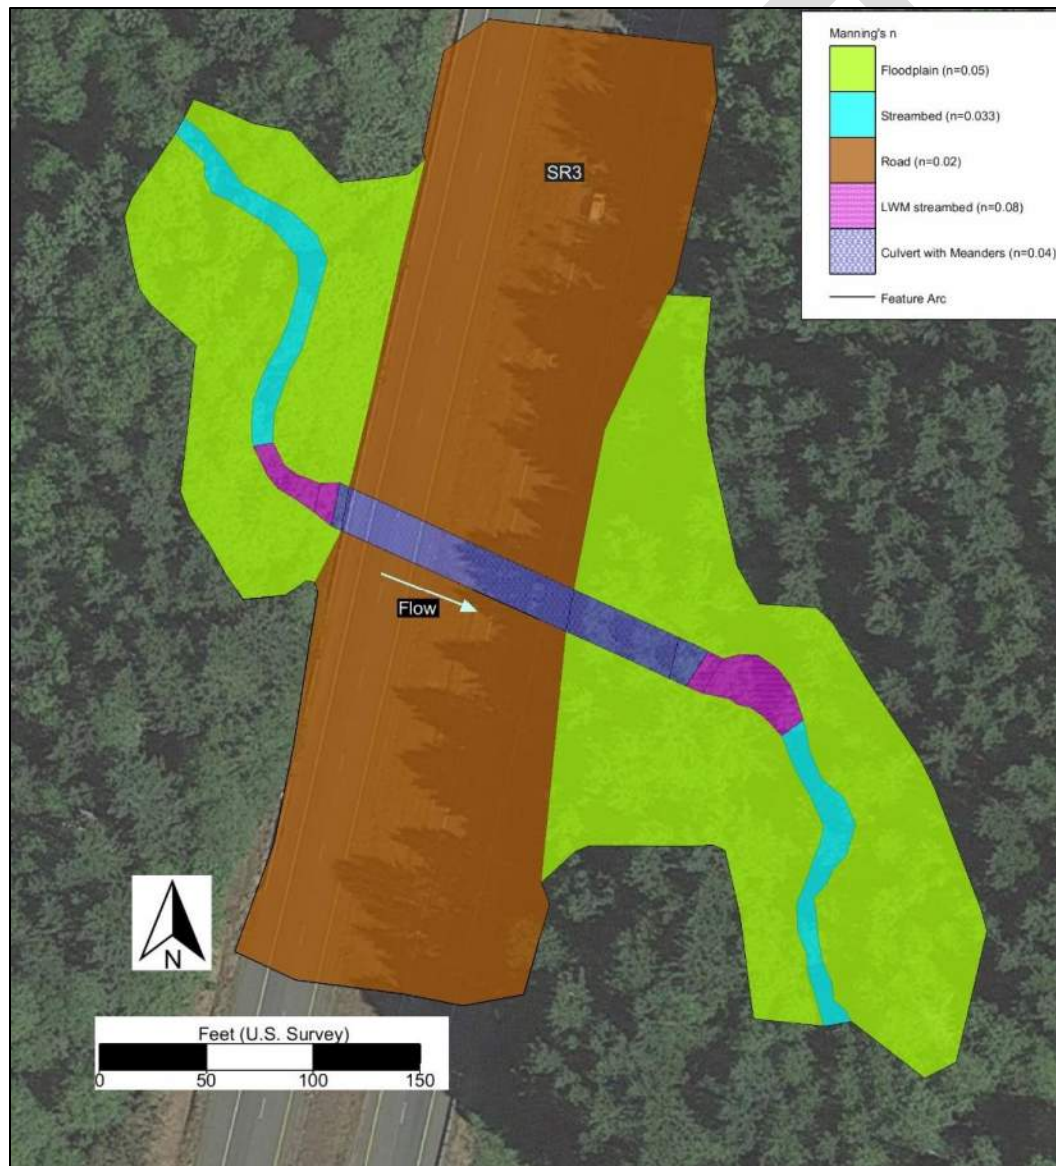 Manning's n
Floodplain (n=0.05)
Streambed (n=0.033)
Road (n=0.02)
LWM streambed (n=0.08)
Culvert with Meanders (n=0.04)
Feature Arc
SR3
Flow
N
Feet (U.S. Survey)
0 50 100 150